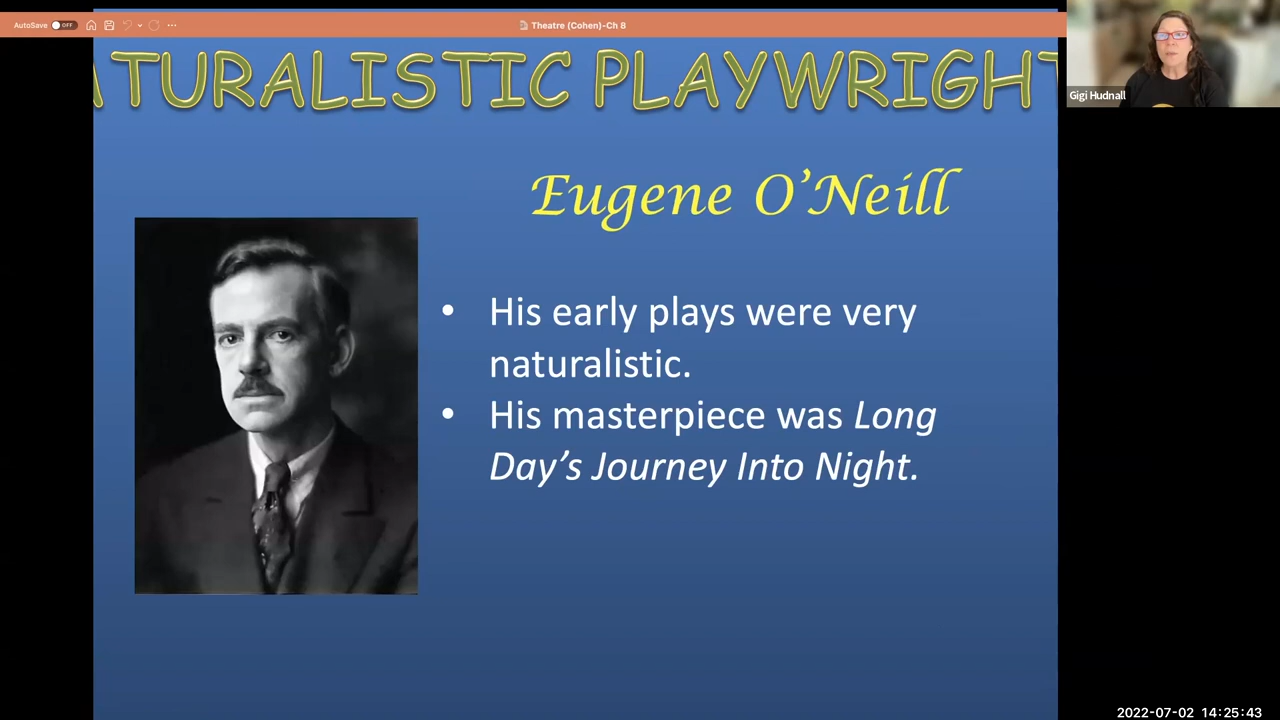 AutoSave OFF
Theatre (Cohen)-Ch 8
ATURALISTIC PLAYWRIGHT
Gigi Hudnall
Eugene O’Neill
• His early plays were very
naturalistic.
• His masterpiece was Long
Day’s Journey Into Night.
2022-07-02 14:25:43